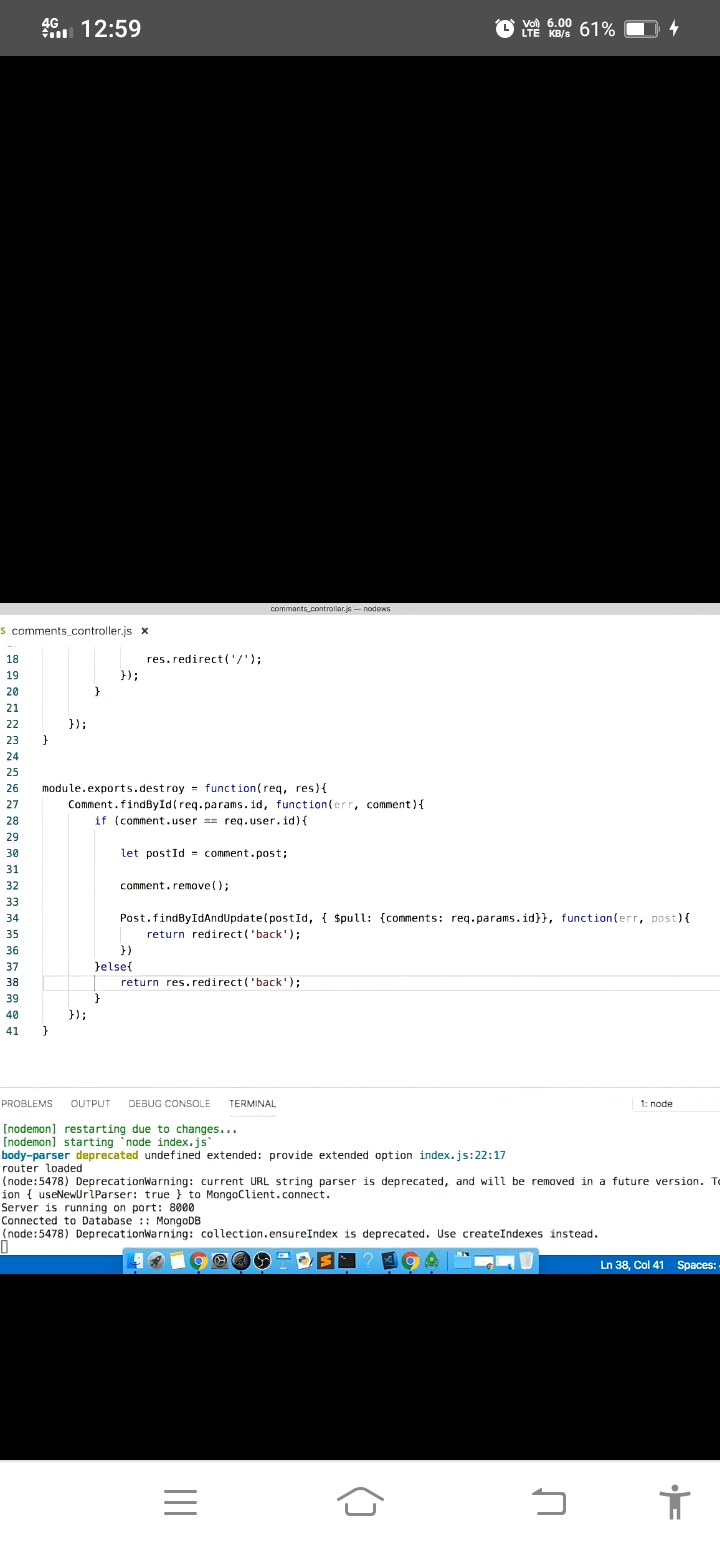 4G 12:59 Vo) LTE 6.00 KB/s 61%
comments_controller.js — nodews
S comments_controller.js x
18 res.redirect('/');
19 });
20 }
21
22 });
23 }
24
25
26 module.exports.destroy = function(req, res){
27 Comment.findById(req.params.id, function(err, comment){
28 if (comment.user == req.user.id){
29
30 let postId = comment.post;
31
32 comment.remove();
33
34 Post.findByIdAndUpdate(postId, { $pull: {comments: req.params.id}}, function(err, post){
35 return redirect('back');
36 })
37 }else{
38 return res.redirect('back');
39 }
40 });
41 }
PROBLEMS OUTPUT DEBUG CONSOLE TERMINAL 1: node
[nodemon] restarting due to changes...
[nodemon] starting `node index.js`
body-parser deprecated undefined extended: provide extended option index.js:22:17
router loaded
(node:5478) DeprecationWarning: current URL string parser is deprecated, and will be removed in a future version. To
ion { useNewUrlParser: true } to MongoClient.connect.
Server is running on port: 8000
Connected to Database :: MongoDB
(node:5478) DeprecationWarning: collection.ensureIndex is deprecated. Use createIndexes instead.
Ln 38, Col 41 Spaces: